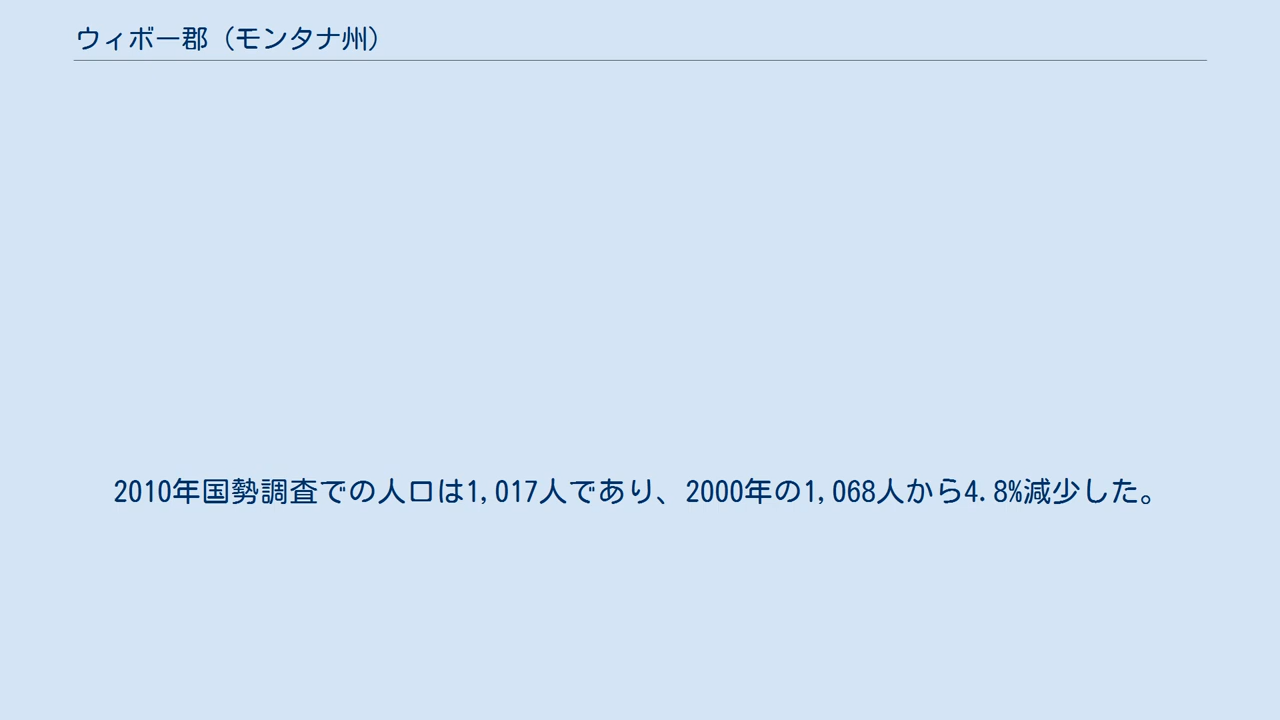 ウィボー郡（モンタナ州）
2010年国勢調査での人口は1,017人であり、2000年の1,068人から4.8%減少した。